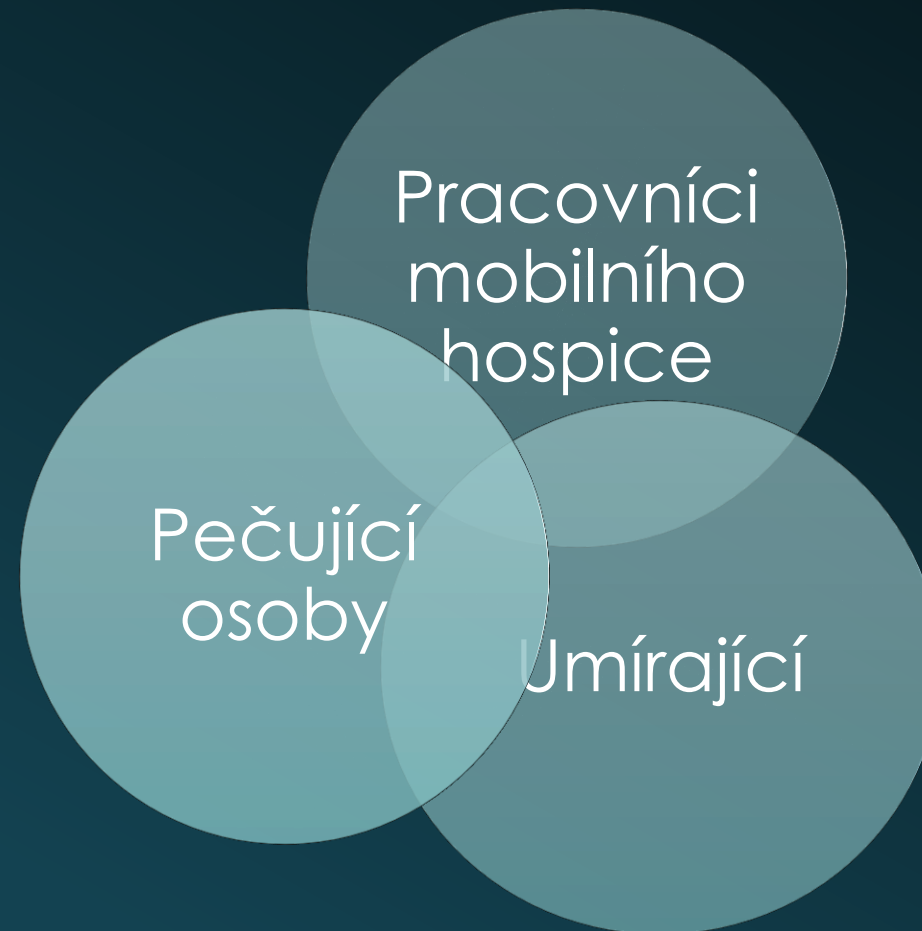 Pracovníci
mobilního
hospice
Pečující
osoby
Umírající